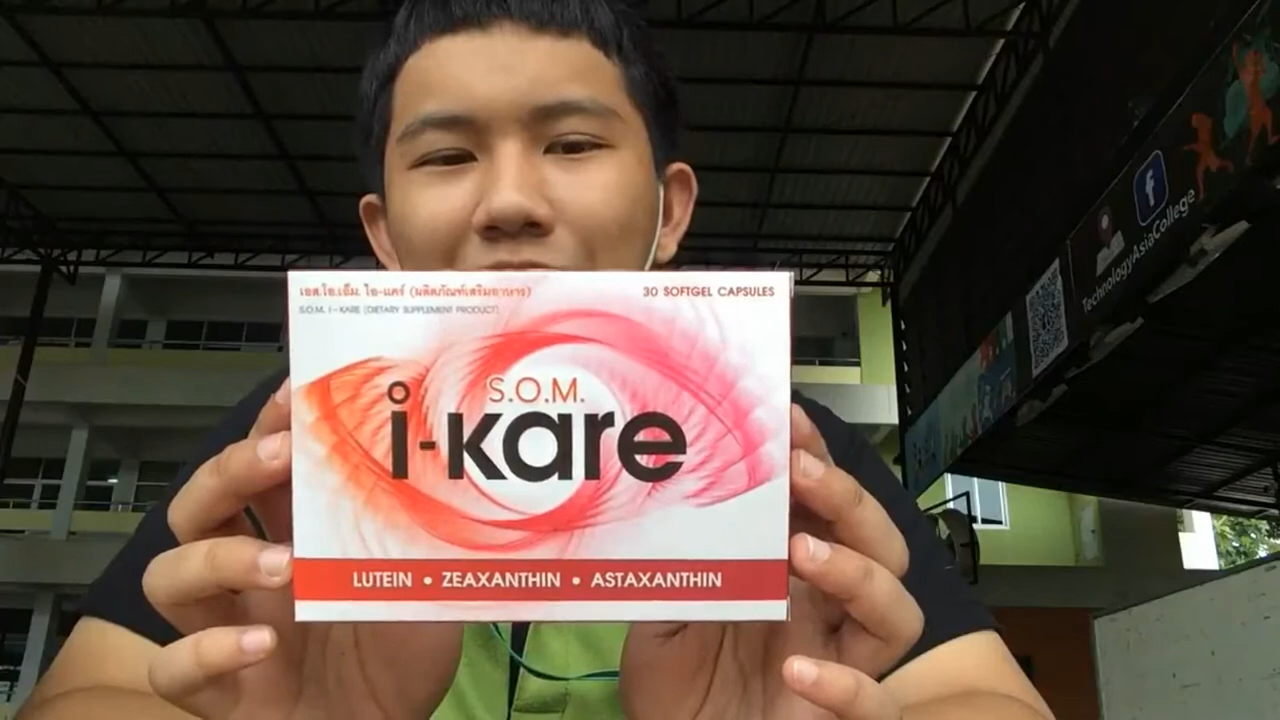 เอส.โอ.เอ็ม. ไอ-แคร์ (ผลิตภัณฑ์เสริมอาหาร)
30 SOFTGEL CAPSULES
S.O.M. I-KARE (DIETARY SUPPLEMENT PRODUCT)
S.O.M.
i-kare
LUTEIN • ZEAXANTHIN • ASTAXANTHIN
TechnologyAsiaCollege